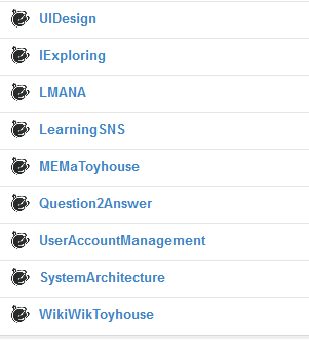 UIDesign
IExploring
LMANA
LearningSNS
MEMaToyhouse
Question2Answer
UserAccountManagement
SystemArchitecture
WikiWikToyhouse